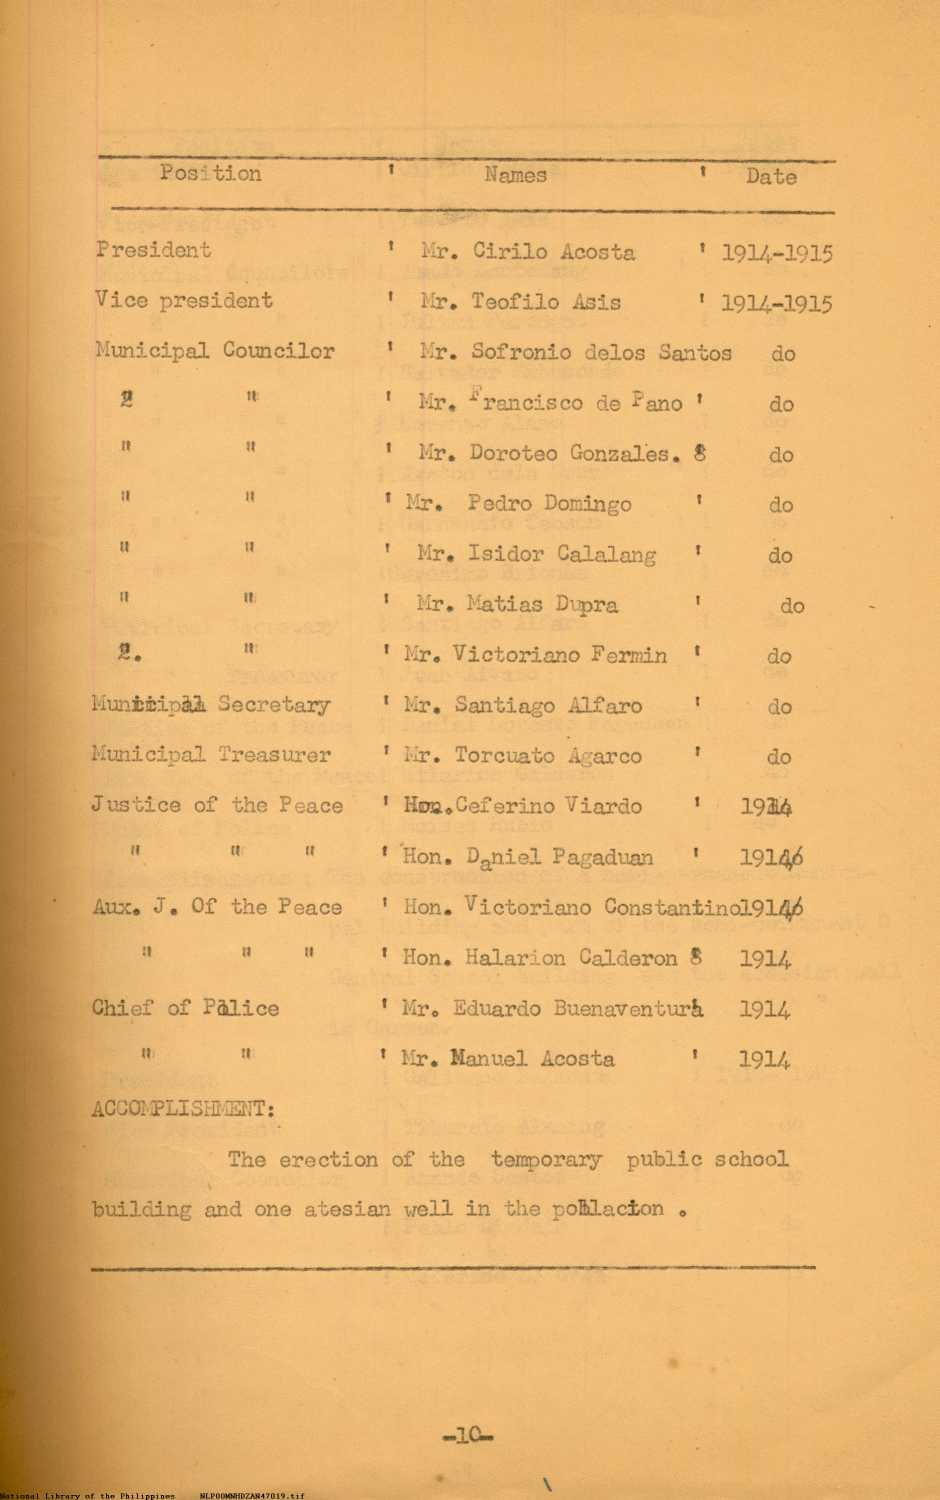 Position ' Names ' Date
President ' Mr. Cirilo Acosta ' 1914-1915
Vice president ' Mr. Teofilo Asis ' 1914-1915
Municipal Councilor ' Mr. Sofronio delos Santos do
" " ' Mr. Francisco de Pano ' do
" " ' Mr. Doroteo Gonzales. ' do
" " ' Mr. Pedro Domingo ' do
" " ' Mr. Isidor Calalang ' do
" " ' Mr. Matias Dupra ' do
". " ' Mr. Victoriano Fermin ' do
Municipal Secretary ' Mr. Santiago Alfaro ' do
Municipal Treasurer ' Mr. Torcuato Agarco ' do
Justice of the Peace ' Hon.Ceferino Viardo ' 1914
" " " ' Hon. Daniel Pagaduan ' 1916
Aux. J. Of the Peace ' Hon. Victoriano Constantino1916
" " " ' Hon. Halarion Calderon ' 1914
Chief of Police ' Mr. Eduardo Buenaventura 1914
" " ' Mr. Manuel Acosta ' 1914
ACCOMPLISHMENT:
The erection of the temporary public school
building and one atesian well in the poblacion .
-10-
National Library of the Philippines NLPOOMNHDZAN47019.tif